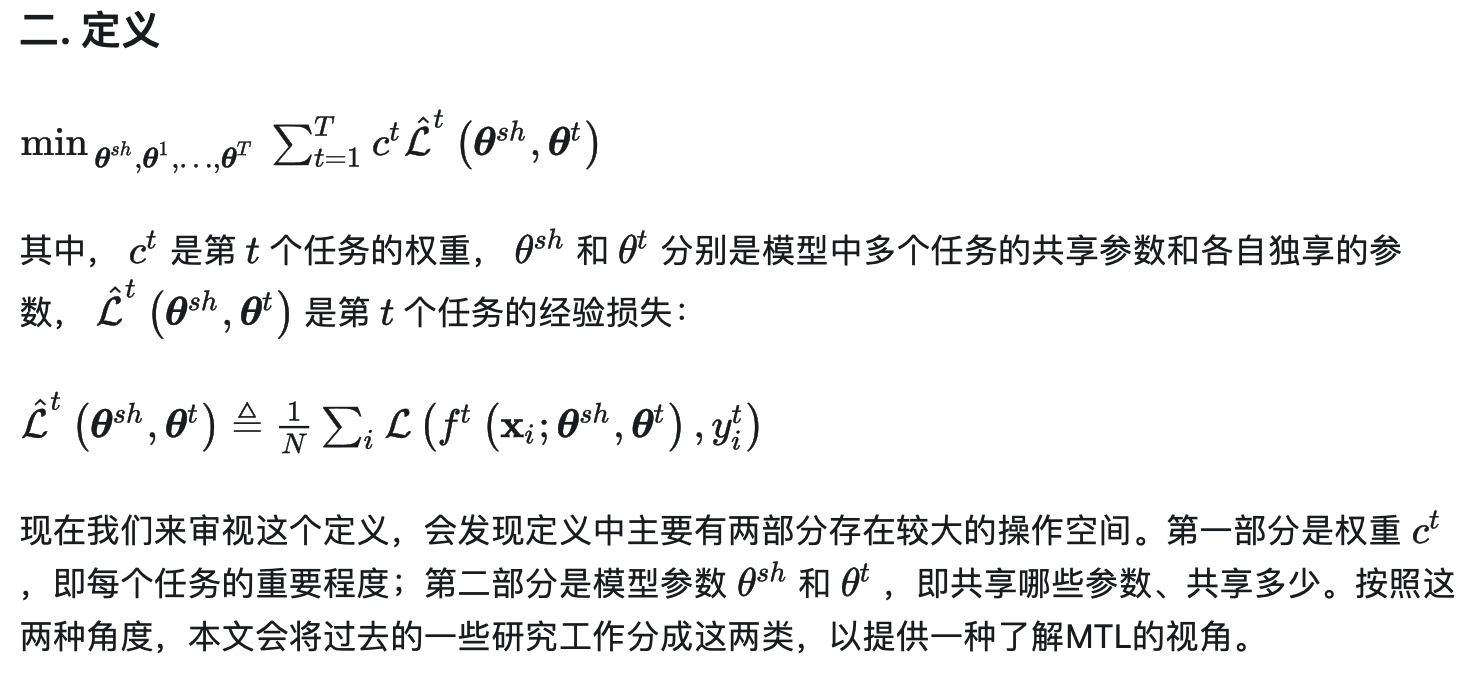 二. 定义
$\min_{\boldsymbol{\theta}^{sh},\boldsymbol{\theta}^{1},\ldots,\boldsymbol{\theta}^{T}} \sum_{t=1}^{T} c^{t} \hat{\mathcal{L}}^{t}\left(\boldsymbol{\theta}^{sh},\boldsymbol{\theta}^{t}\right)$
其中， $c^{t}$ 是第 $t$ 个任务的权重， $\theta^{sh}$ 和 $\theta^{t}$ 分别是模型中多个任务的共享参数和各自独享的参
数， $\hat{\mathcal{L}}^{t}\left(\boldsymbol{\theta}^{sh},\boldsymbol{\theta}^{t}\right)$ 是第 $t$ 个任务的经验损失：
$\hat{\mathcal{L}}^{t}\left(\boldsymbol{\theta}^{sh},\boldsymbol{\theta}^{t}\right) \triangleq \frac{1}{N} \sum_{i} \mathcal{L}\left(f^{t}\left(\mathbf{x}_{i};\boldsymbol{\theta}^{sh},\boldsymbol{\theta}^{t}\right),y_{i}^{t}\right)$
现在我们来审视这个定义，会发现定义中主要有两部分存在较大的操作空间。第一部分是权重 $c^{t}$
，即每个任务的重要程度；第二部分是模型参数 $\theta^{sh}$ 和 $\theta^{t}$ ，即共享哪些参数、共享多少。按照这
两种角度，本文会将过去的一些研究工作分成这两类，以提供一种了解MTL的视角。